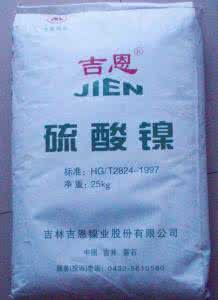 吉恩®
JIEN
硫酸镍
标准：HG/T2824-1997
净重：25kg
吉林吉恩镍业股份有限公司
中国 吉林 磐石